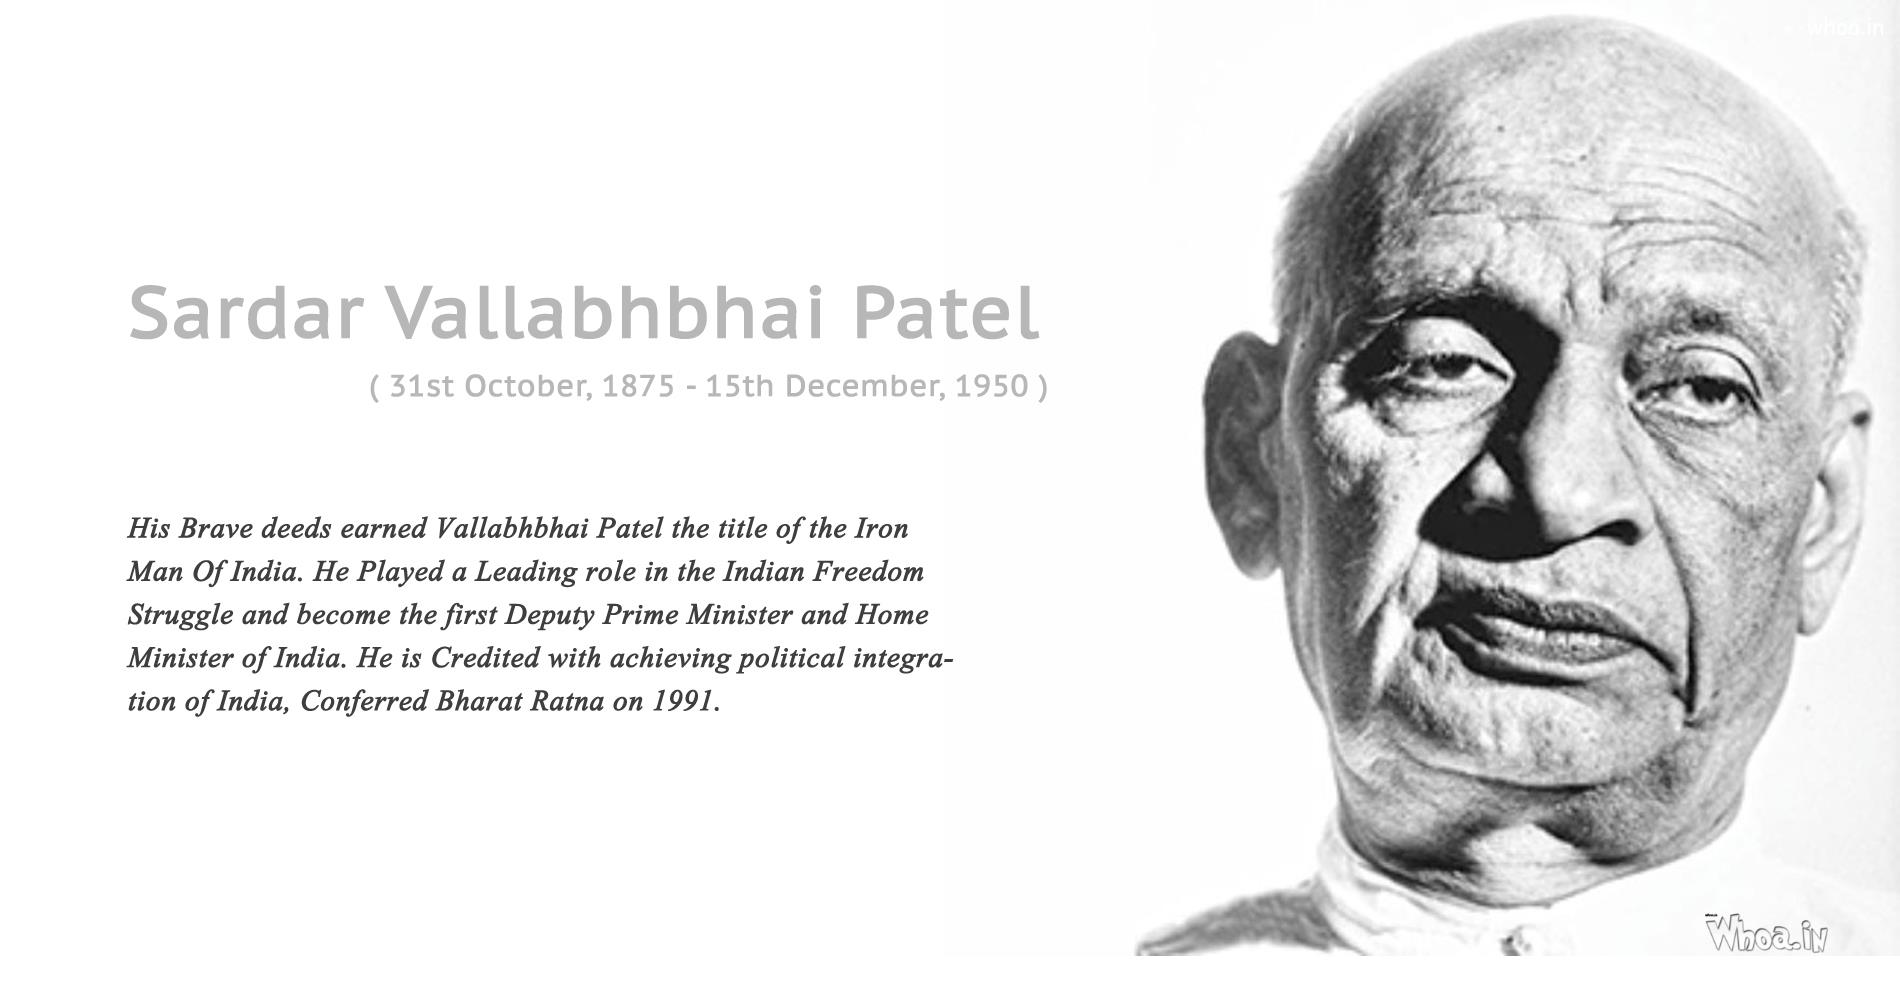 whoa.in
Sardar Vallabhbhai Patel
( 31st October, 1875 - 15th December, 1950 )
His Brave deeds earned Vallabhbhai Patel the title of the Iron
Man Of India. He Played a Leading role in the Indian Freedom
Struggle and become the first Deputy Prime Minister and Home
Minister of India. He is Credited with achieving political integra-
tion of India, Conferred Bharat Ratna on 1991.
Whoa.in